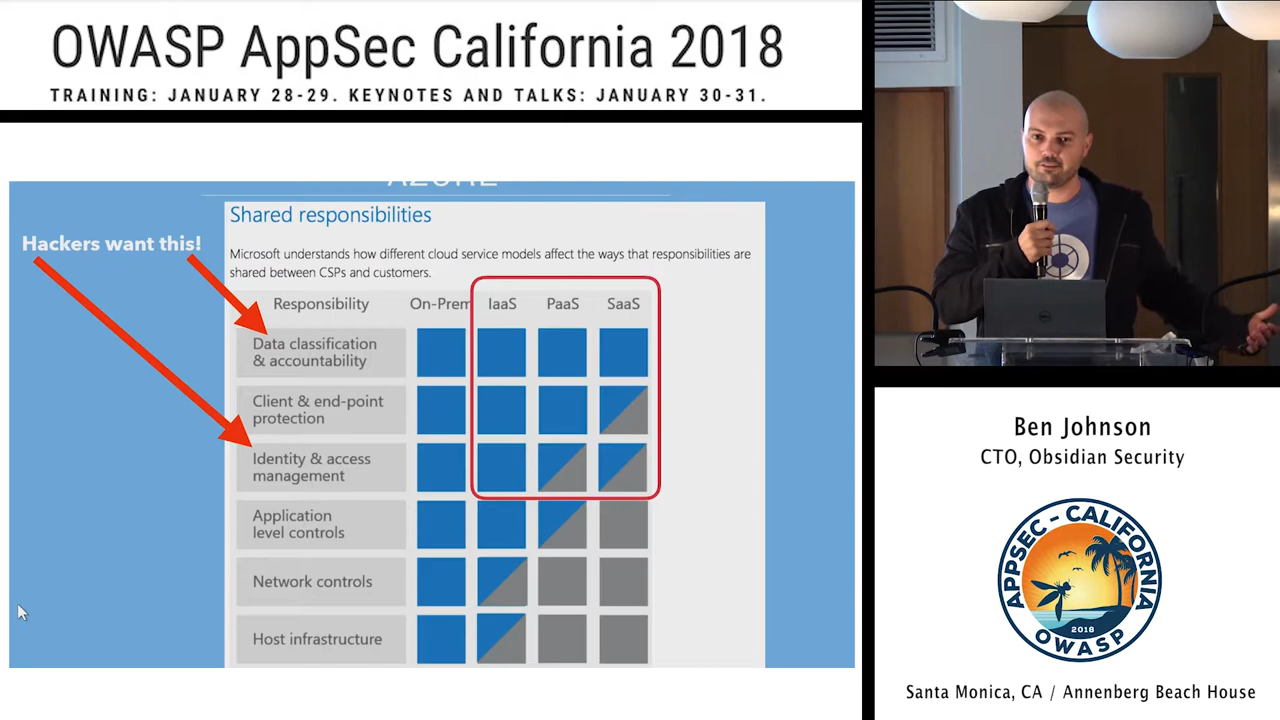 OWASP AppSec California 2018
TRAINING: JANUARY 28-29. KEYNOTES AND TALKS: JANUARY 30-31.
AZURE
Shared responsibilities
Hackers want this!
Microsoft understands how different cloud service models affect the ways that responsibilities are
shared between CSPs and customers.
Responsibility On-Prem IaaS PaaS SaaS
Data classification
& accountability
Client & end-point
protection
Identity & access
management
Application
level controls
Network controls
Host infrastructure
DELL
Ben Johnson
CTO, Obsidian Security
APPSEC - CALIFORNIA
2018
OWASP
Santa Monica, CA / Annenberg Beach House